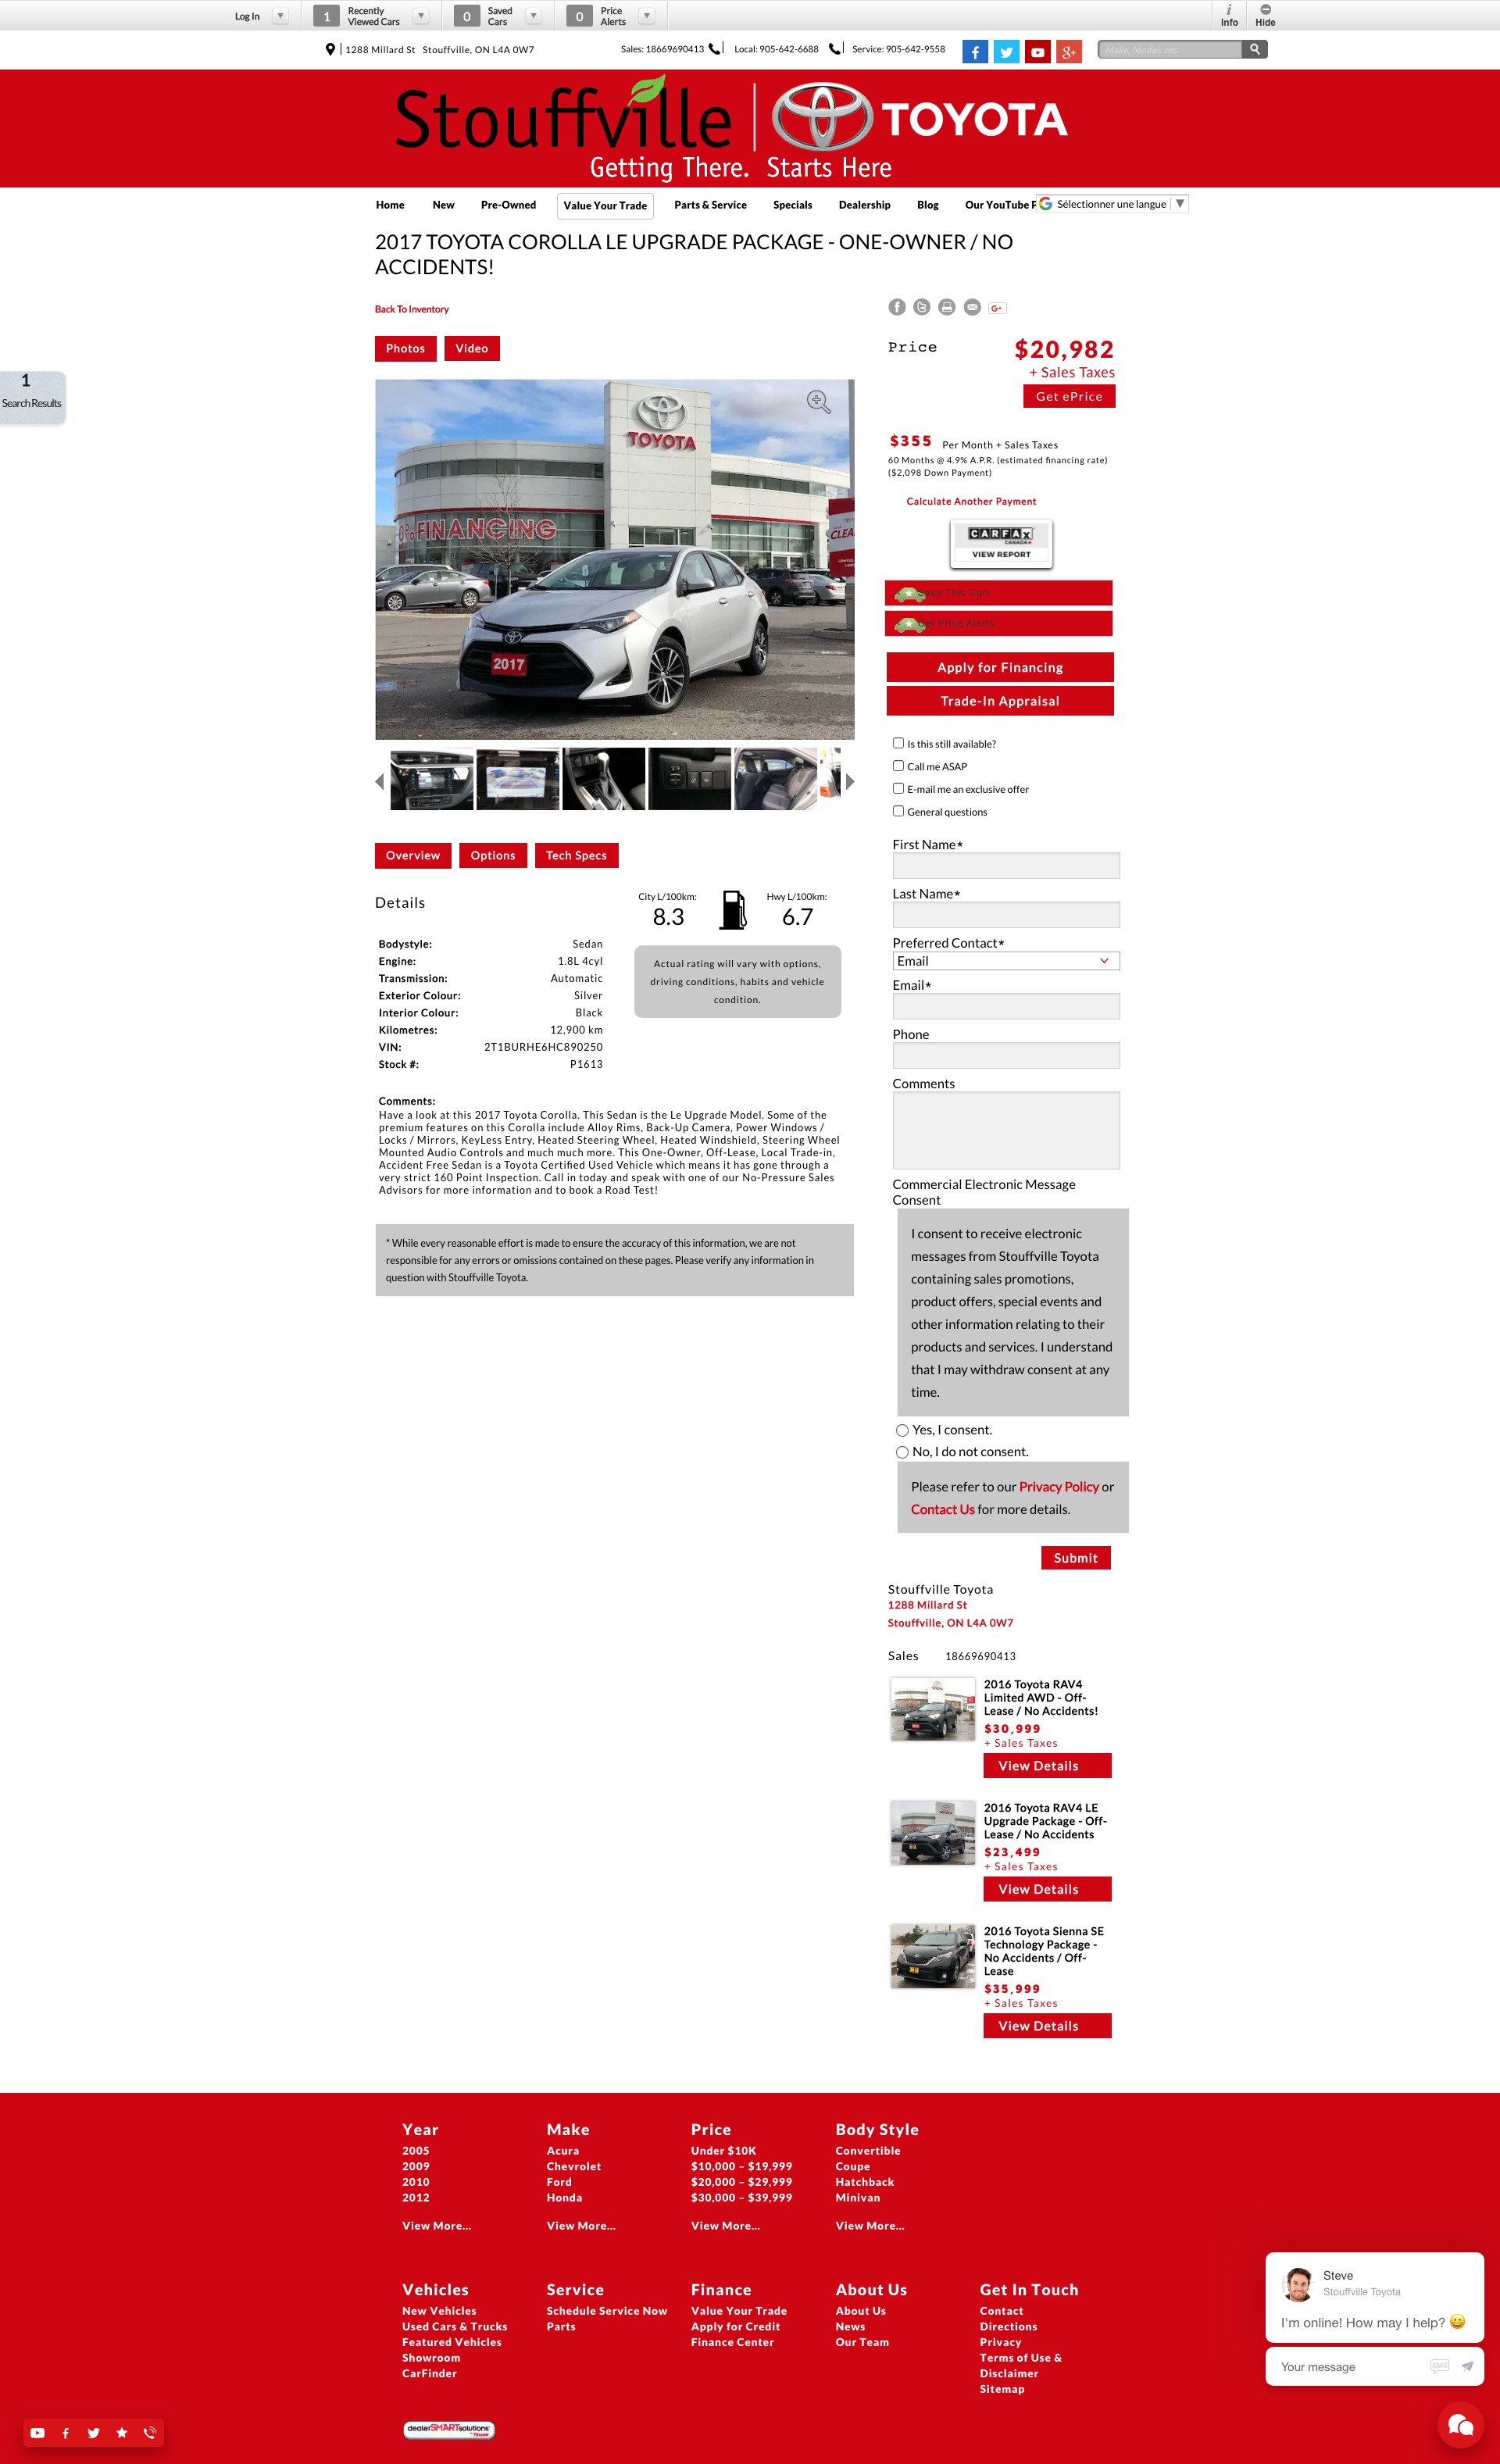 Log In
1
Recently
Viewed Cars
0
Saved
Cars
0
Price
Alerts
Info
Hide
1288 Millard St Stouffville, ON L4A 0W7
Sales: 18669690413
Local: 905-642-6688
Service: 905-642-9558
Make, Model, etc.
Stouffville
TOYOTA
Getting There. Starts Here
Home
New
Pre-Owned
Value Your Trade
Parts & Service
Specials
Dealership
Blog
Our YouTube P
Sélectionner une langue
2017 TOYOTA COROLLA LE UPGRADE PACKAGE - ONE-OWNER / NO
ACCIDENTS!
Back To Inventory
Photos
Video
1
Search Results
TOYOTA
0% FINANCING
CLEA
2017
Price
$20,982
+ Sales Taxes
Get ePrice
$355 Per Month + Sales Taxes
60 Months @ 4.9% A.P.R. (estimated financing rate)
($2,098 Down Payment)
Calculate Another Payment
CARFAX
CANADA
VIEW REPORT
Save This Car!
Get Price Alerts
Apply for Financing
Trade-In Appraisal
Is this still available?
Call me ASAP
E-mail me an exclusive offer
General questions
First Name*
Last Name*
Preferred Contact*
Email
Email*
Phone
Comments
Commercial Electronic Message
Consent
I consent to receive electronic
messages from Stouffville Toyota
containing sales promotions,
product offers, special events and
other information relating to their
products and services. I understand
that I may withdraw consent at any
time.
Yes, I consent.
No, I do not consent.
Please refer to our Privacy Policy or
Contact Us for more details.
Submit
Overview
Options
Tech Specs
Details
Bodystyle: Sedan
Engine: 1.8L 4cyl
Transmission: Automatic
Exterior Colour: Silver
Interior Colour: Black
Kilometres: 12,900 km
VIN: 2T1BURHE6HC890250
Stock #: P1613
City L/100km:
8.3
Hwy L/100km:
6.7
Actual rating will vary with options,
driving conditions, habits and vehicle
condition.
Comments:
Have a look at this 2017 Toyota Corolla. This Sedan is the Le Upgrade Model. Some of the
premium features on this Corolla include Alloy Rims, Back-Up Camera, Power Windows /
Locks / Mirrors, KeyLess Entry, Heated Steering Wheel, Heated Windshield, Steering Wheel
Mounted Audio Controls and much much more. This One-Owner, Off-Lease, Local Trade-in,
Accident Free Sedan is a Toyota Certified Used Vehicle which means it has gone through a
very strict 160 Point Inspection. Call in today and speak with one of our No-Pressure Sales
Advisors for more information and to book a Road Test!
* While every reasonable effort is made to ensure the accuracy of this information, we are not
responsible for any errors or omissions contained on these pages. Please verify any information in
question with Stouffville Toyota.
Stouffville Toyota
1288 Millard St
Stouffville, ON L4A 0W7
Sales 18669690413
2016 Toyota RAV4
Limited AWD - Off-
Lease / No Accidents!
$30,999
+ Sales Taxes
View Details
2016 Toyota RAV4 LE
Upgrade Package - Off-
Lease / No Accidents
$23,499
+ Sales Taxes
View Details
2016 Toyota Sienna SE
Technology Package -
No Accidents / Off-
Lease
$35,999
+ Sales Taxes
View Details
Year
2005
2009
2010
2012
View More...
Make
Acura
Chevrolet
Ford
Honda
View More...
Price
Under $10K
$10,000 – $19,999
$20,000 – $29,999
$30,000 – $39,999
View More...
Body Style
Convertible
Coupe
Hatchback
Minivan
View More...
Vehicles
New Vehicles
Used Cars & Trucks
Featured Vehicles
Showroom
CarFinder
Service
Schedule Service Now
Parts
Finance
Value Your Trade
Apply for Credit
Finance Center
About Us
About Us
News
Our Team
Get In Touch
Contact
Directions
Privacy
Terms of Use &
Disclaimer
Sitemap
dealerSMARTsolutions
Steve
Stouffville Toyota
I'm online! How may I help?
Your message
SMS